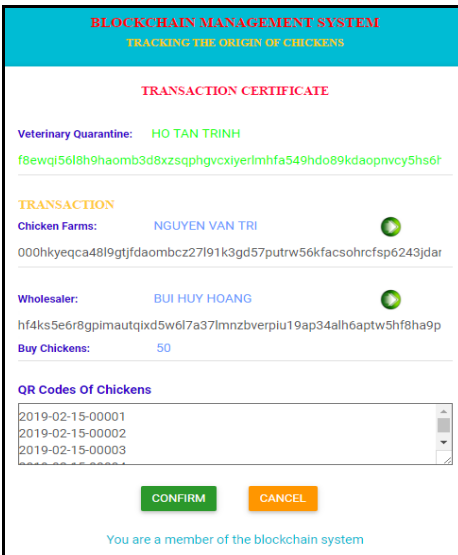 BLOCKCHAIN MANAGEMENT SYSTEM
TRACKING THE ORIGIN OF CHICKENS
TRANSACTION CERTIFICATE
Veterinary Quarantine: HO TAN TRINH
f8ewqi56l8h9haomb3d8xzsqphgvcxiyerlmhfa549hdo89kdaopnvcy5hs6h
TRANSACTION
Chicken Farms: NGUYEN VAN TRI
000hkyeqca48l9gtjfdaombcz27l91k3gd57putrw56kfacsohrcfsp6243jdar
Wholesaler: BUI HUY HOANG
hf4ks5e6r8gpimautqixd5w6l7a37lmnzbverpiu19ap34alh6aptw5hf8ha9p
Buy Chickens: 50
QR Codes Of Chickens
2019-02-15-00001
2019-02-15-00002
2019-02-15-00003
CONFIRM CANCEL
You are a member of the blockchain system